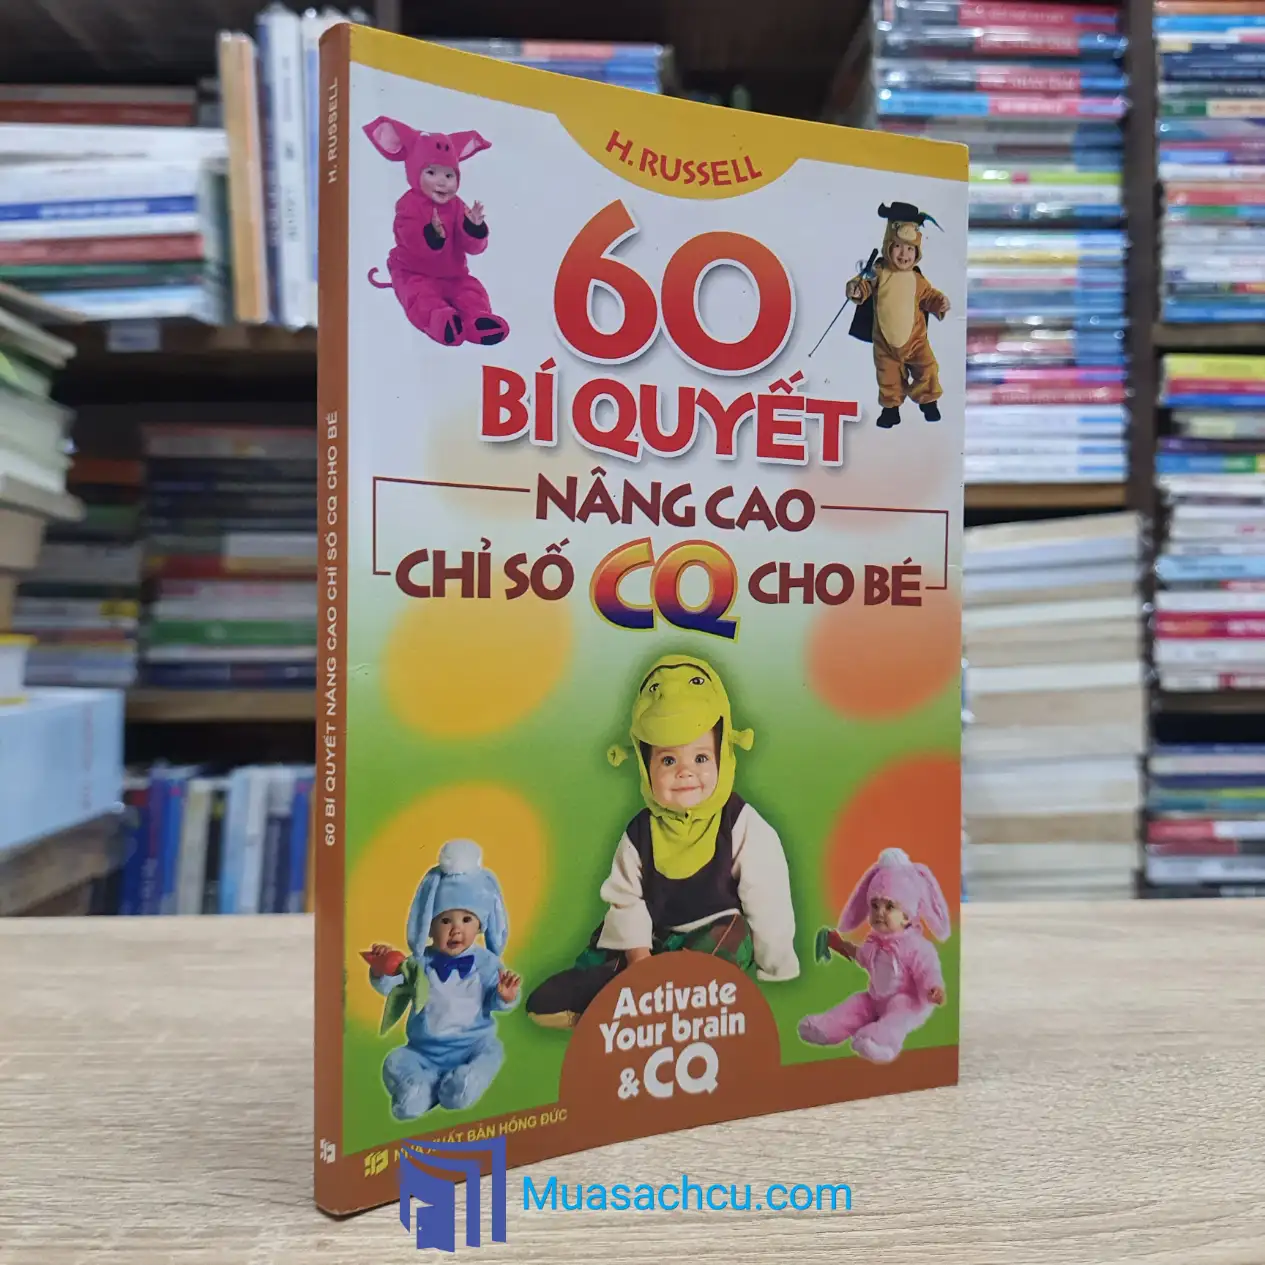 H. RUSSELL
60
BÍ QUYẾT
NÂNG CAO
CHỈ SỐ CQ CHO BÉ
Activate
Your brain
& CQ
NHÀ XUẤT BẢN HỒNG ĐỨC
H. RUSSELL
60 BÍ QUYẾT NÂNG CAO CHỈ SỐ CQ CHO BÉ
Muasachcu.com